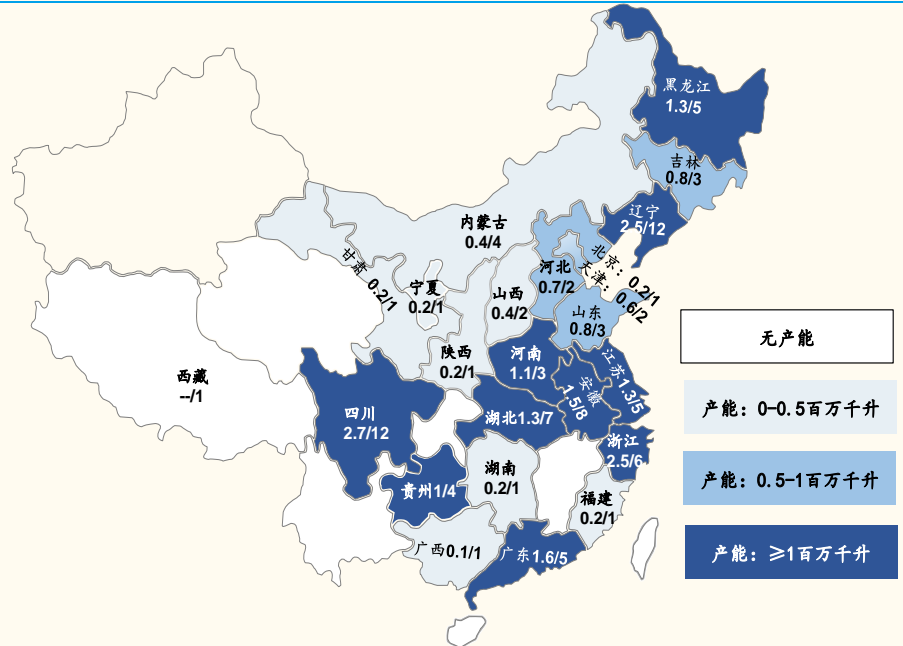 黑龙江
1.3/5
吉林
0.8/3
辽宁
2.5/12
内蒙古
0.4/4
北京：0.2/1
天津：0.6/2
河北
0.7/2
甘肃 0.2/1
宁夏
0.2/1
山西
0.4/2
山东
0.8/3
陕西
0.2/1
河南
1.1/3
江苏1.3/5
安徽
1.5/8
西藏
--/1
四川
2.7/12
湖北1.3/7
浙江
2.5/6
湖南
0.2/1
贵州1/4
福建
0.2/1
广西0.1/1
广东1.6/5
无产能
产能：0-0.5百万千升
产能：0.5-1百万千升
产能：≥1百万千升